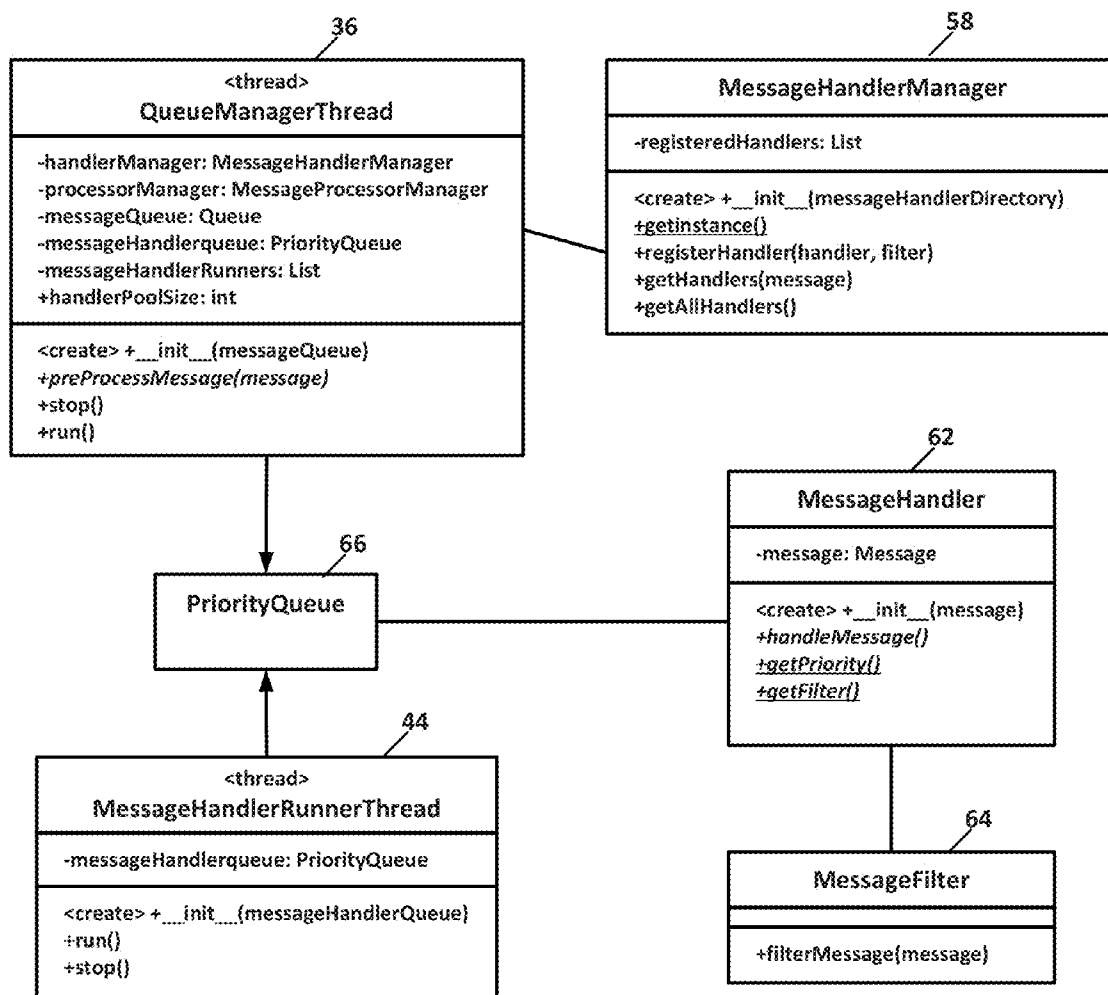 36
<thread>
QueueManagerThread
-handlerManager: MessageHandlerManager
-processorManager: MessageProcessorManager
-messageQueue: Queue
-messageHandlerqueue: PriorityQueue
-messageHandlerRunners: List
+handlerPoolSize: int
<create> +__init__(messageQueue)
+preProcessMessage(message)
+stop()
+run()
58
MessageHandlerManager
-registeredHandlers: List
<create> +__init__(messageHandlerDirectory)
+getinstance()
+registerHandler(handler, filter)
+getHandlers(message)
+getAllHandlers()
66
PriorityQueue
62
MessageHandler
-message: Message
<create> +__init__(message)
+handleMessage()
+getPriority()
+getFilter()
44
<thread>
MessageHandlerRunnerThread
-messageHandlerqueue: PriorityQueue
<create> +__init__(messageHandlerQueue)
+run()
+stop()
64
MessageFilter
+filterMessage(message)